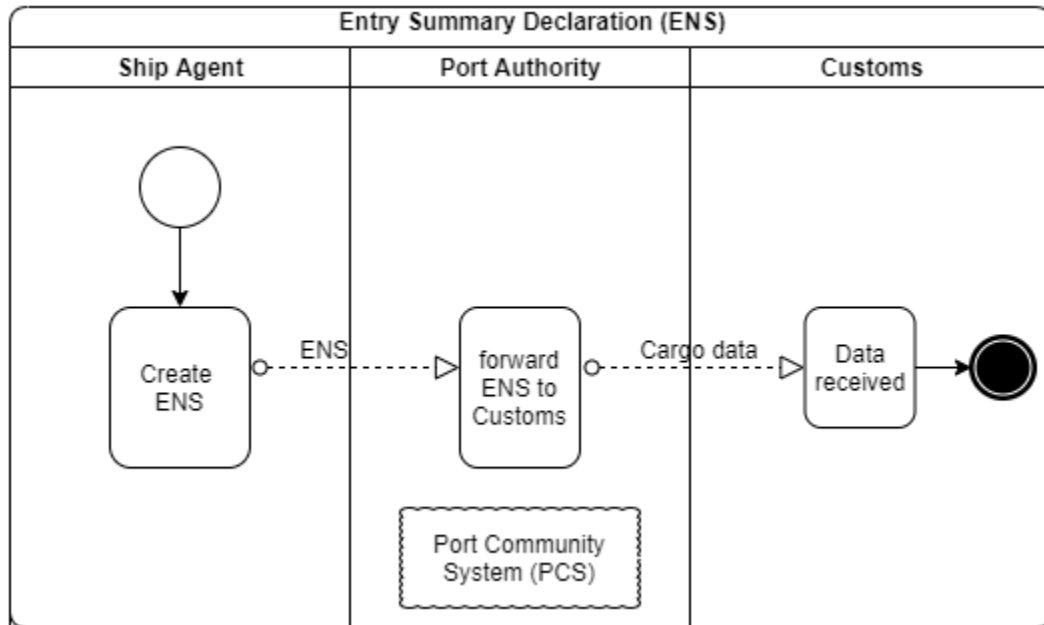 Entry Summary Declaration (ENS)
Ship Agent
Port Authority
Customs
Create
ENS
ENS
forward
ENS to
Customs
Cargo data
Data
received
Port Community
System (PCS)